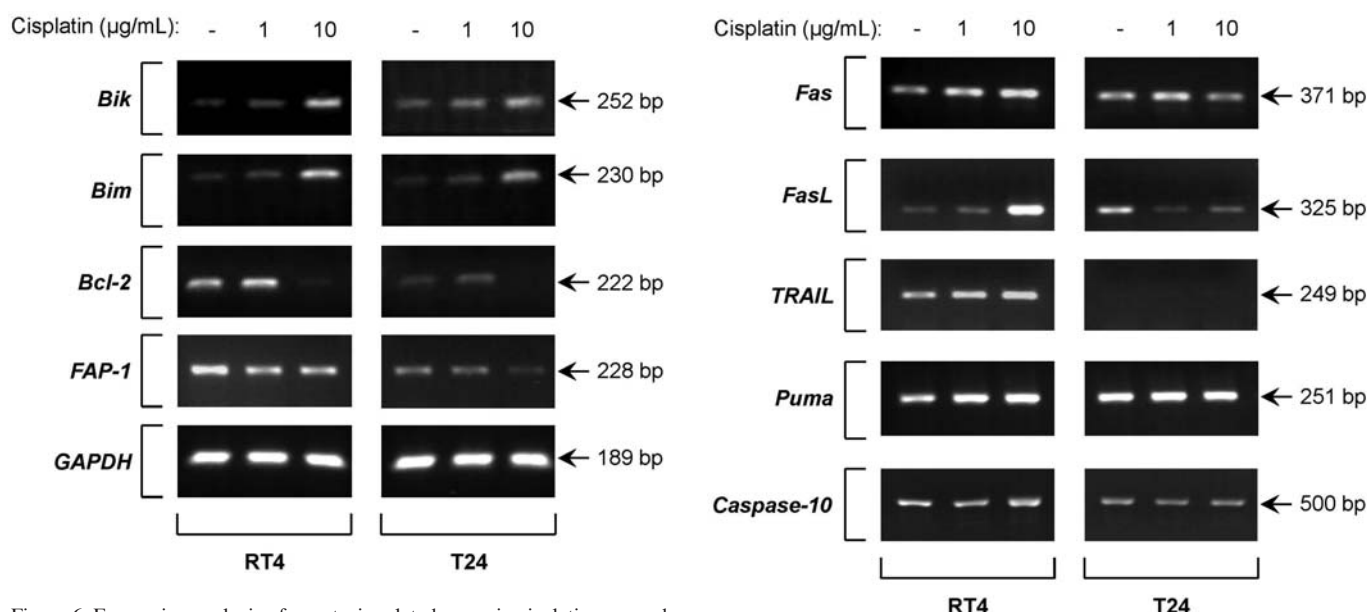 Cisplatin (µg/mL): - 1 10 - 1 10
Bik ← 252 bp
Bim ← 230 bp
Bcl-2 ← 222 bp
FAP-1 ← 228 bp
GAPDH ← 189 bp
RT4 T24
Cisplatin (µg/mL): - 1 10 - 1 10
Fas ← 371 bp
FasL ← 325 bp
TRAIL ← 249 bp
Puma ← 251 bp
Caspase-10 ← 500 bp
RT4 T24